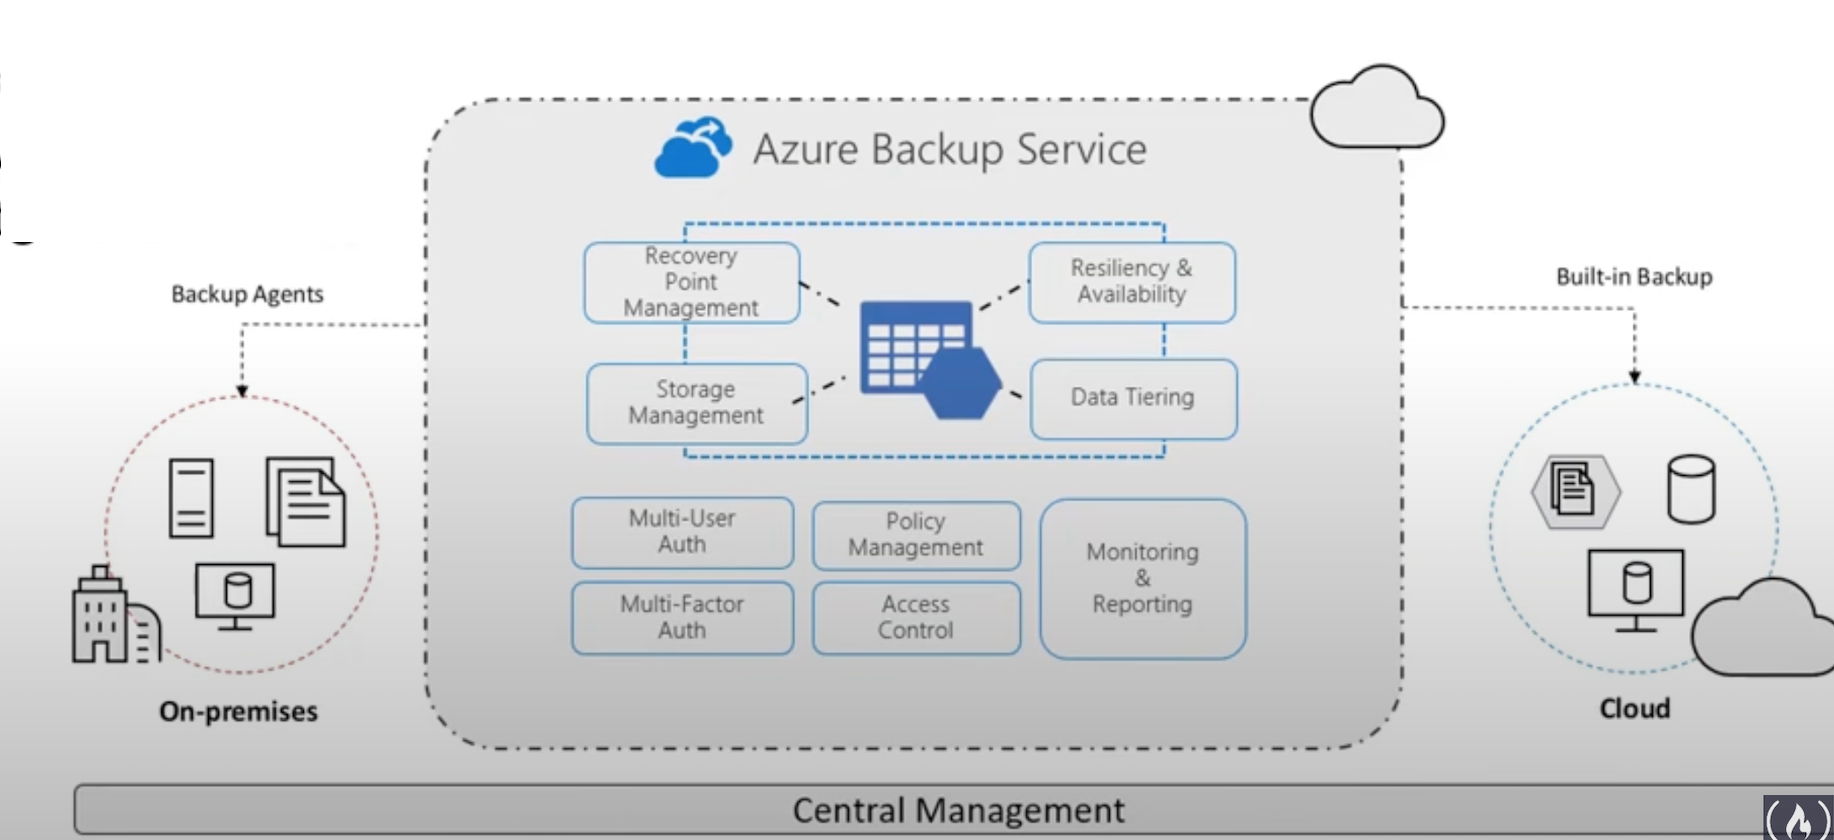 Azure Backup Service
Recovery
Point
Management
Resiliency &
Availability
Storage
Management
Data Tiering
Multi-User
Auth
Policy
Management
Monitoring
&
Reporting
Multi-Factor
Auth
Access
Control
Backup Agents
On-premises
Built-in Backup
Cloud
Central Management